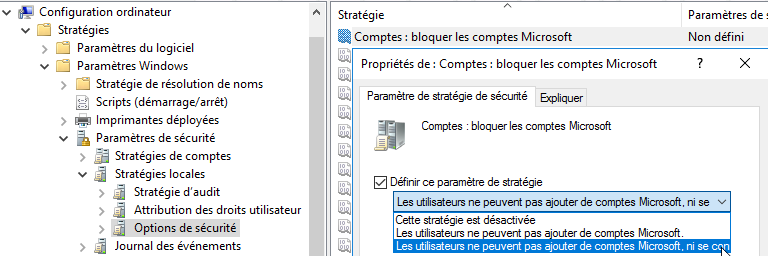 Configuration ordinateur
Stratégies
Paramètres du logiciel
Paramètres Windows
Stratégie de résolution de noms
Scripts (démarrage/arrêt)
Imprimantes déployées
Paramètres de sécurité
Stratégies de comptes
Stratégies locales
Stratégie d'audit
Attribution des droits utilisateur
Options de sécurité
Journal des événements
Stratégie Paramètres de s
Comptes : bloquer les comptes Microsoft Non défini
Propriétés de : Comptes : bloquer les comptes Microsoft ? ×
Paramètre de stratégie de sécurité Expliquer
Comptes : bloquer les comptes Microsoft
Définir ce paramètre de stratégie
Les utilisateurs ne peuvent pas ajouter de comptes Microsoft, ni se
Cette stratégie est désactivée
Les utilisateurs ne peuvent pas ajouter de comptes Microsoft.
Les utilisateurs ne peuvent pas ajouter de comptes Microsoft, ni se con